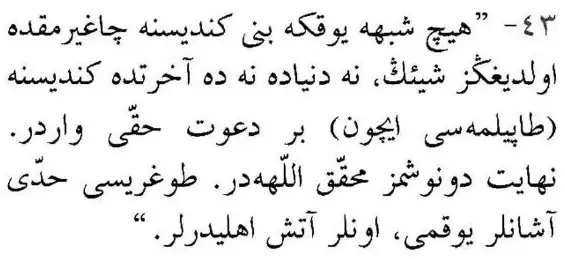 ٤٣- ”هيچ شبهه يوقكه بنى كنديسنه چاغيرمقده
اولديغڭز شيئڭ، نه دنياده نه ده آخرتده كنديسنه
(طاپيلمه‌سى ايچون) بر دعوت حقّى واردر.
نهايت دونوشمز محقّق اللّهه‌در. طوغريسى حدّى
آشانلر يوقمى، اونلر آتش اهليدرلر.“